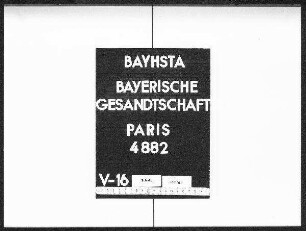 BAYHSTA
BAYERISCHE
GESANDTSCHAFT
PARIS
4882
V-16